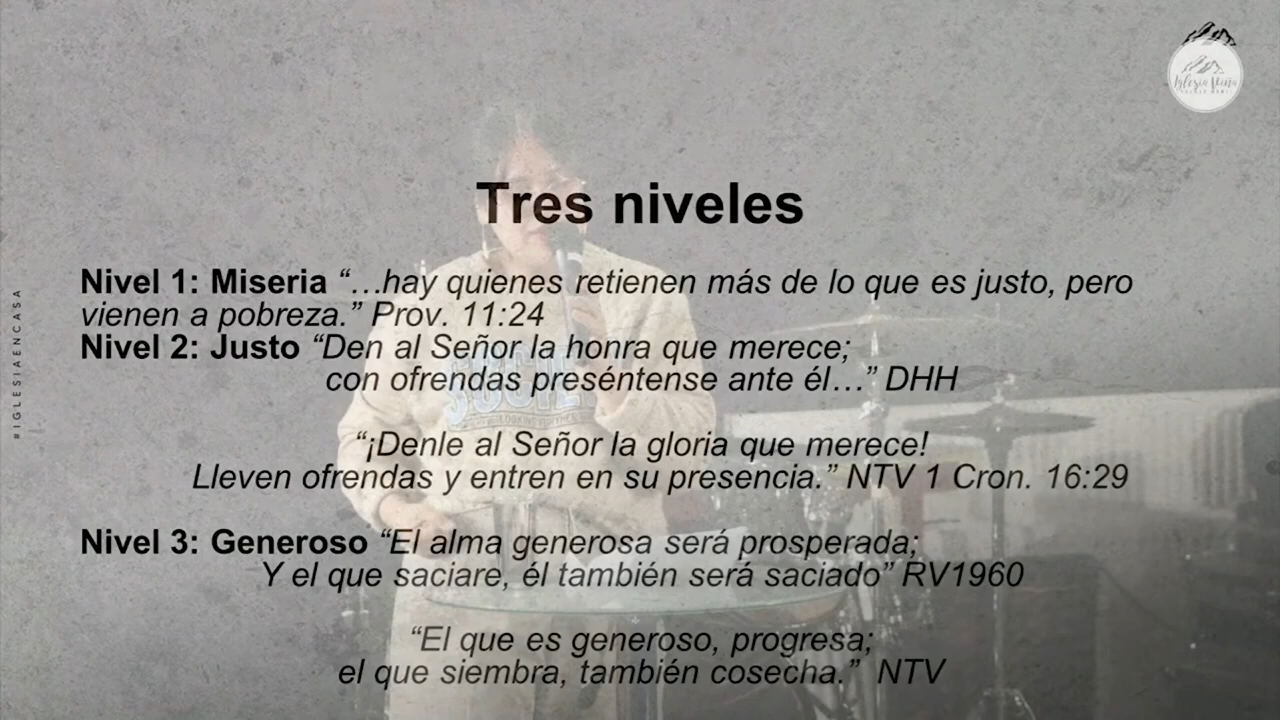 Iglesia Viña
#IGLESIAENCASA
Tres niveles
Nivel 1: Miseria “…hay quienes retienen más de lo que es justo, pero
vienen a pobreza.” Prov. 11:24
Nivel 2: Justo “Den al Señor la honra que merece;
con ofrendas preséntense ante él…” DHH
“¡Denle al Señor la gloria que merece!
Lleven ofrendas y entren en su presencia.” NTV 1 Cron. 16:29
Nivel 3: Generoso “El alma generosa será prosperada;
Y el que saciare, él también será saciado” RV1960
“El que es generoso, progresa;
el que siembra, también cosecha.” NTV